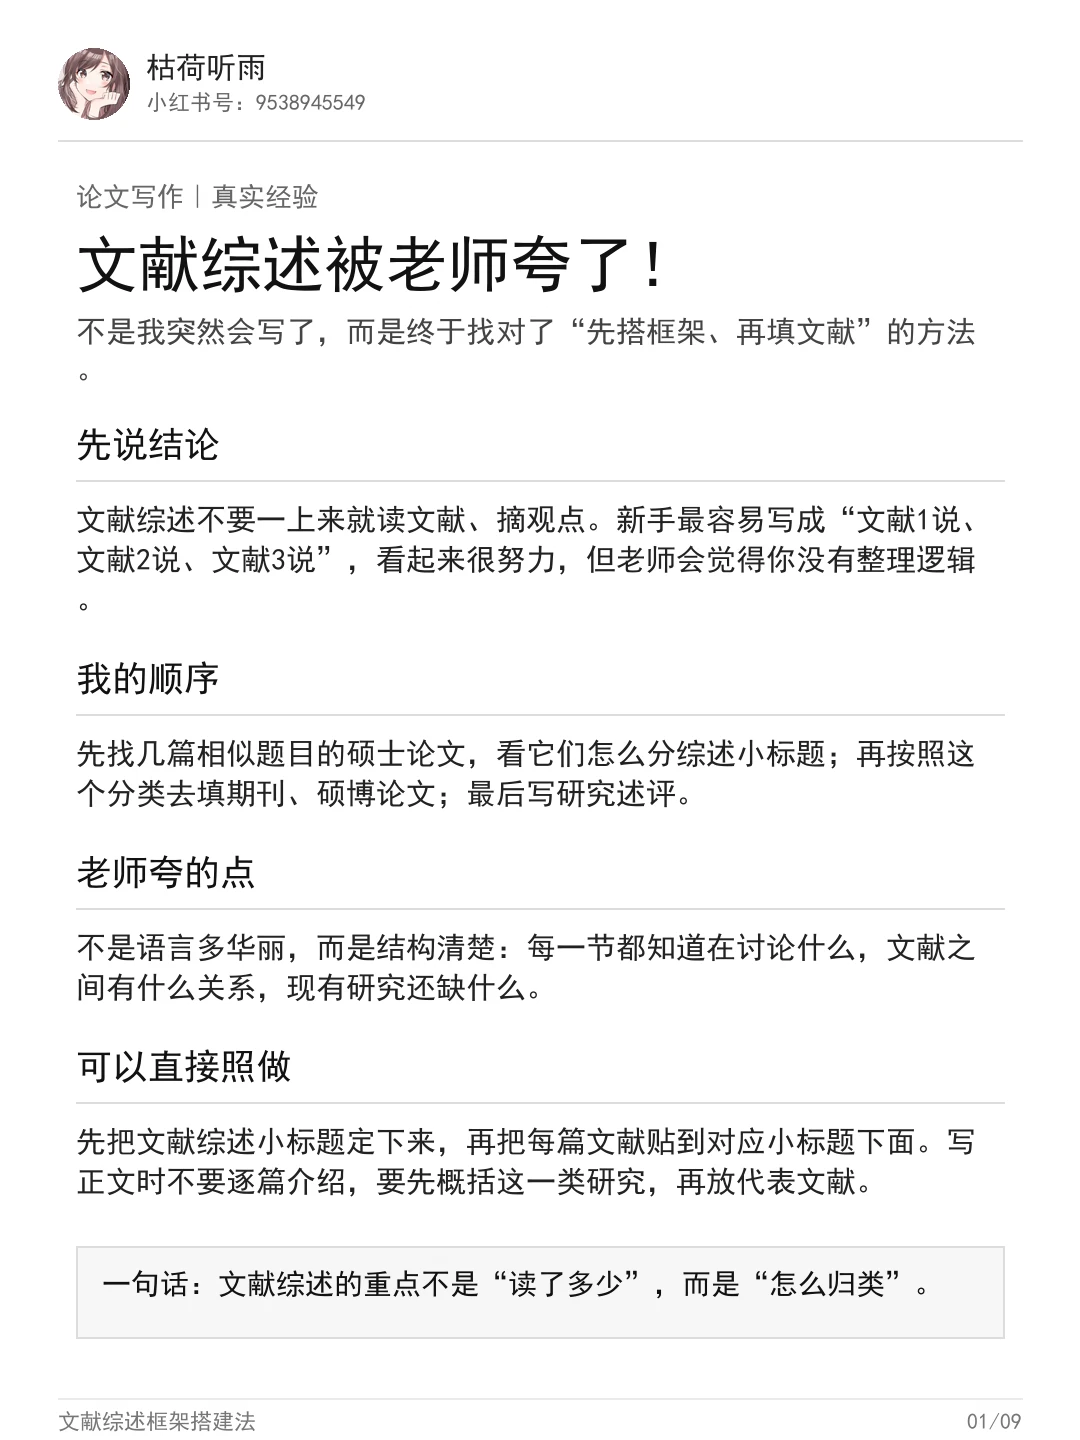 枯荷听雨
小红书号：9538945549
论文写作｜真实经验
文献综述被老师夸了！
不是我突然会写了，而是终于找对了“先搭框架、再填文献”的方法
。
先说结论
文献综述不要一上来就读文献、摘观点。新手最容易写成“文献1说、
文献2说、文献3说”，看起来很努力，但老师会觉得你没有整理逻辑
。
我的顺序
先找几篇相似题目的硕士论文，看它们怎么分综述小标题；再按照这
个分类去填期刊、硕博论文；最后写研究述评。
老师夸的点
不是语言多华丽，而是结构清楚：每一节都知道在讨论什么，文献之
间有什么关系，现有研究还缺什么。
可以直接照做
先把文献综述小标题定下来，再把每篇文献贴到对应小标题下面。写
正文时不要逐篇介绍，要先概括这一类研究，再放代表文献。
一句话：文献综述的重点不是“读了多少”，而是“怎么归类”。
文献综述框架搭建法
01/09